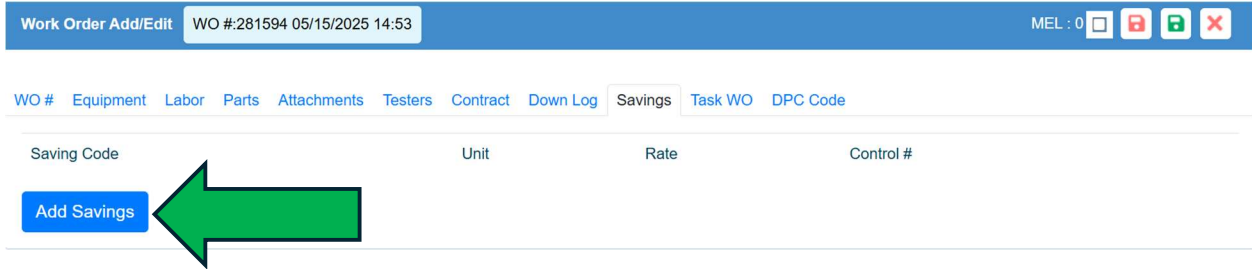 Work Order Add/Edit WO #:281594 05/15/2025 14:53 MEL : 0
WO # Equipment Labor Parts Attachments Testers Contract Down Log Savings Task WO DPC Code
Saving Code Unit Rate Control #
Add Savings